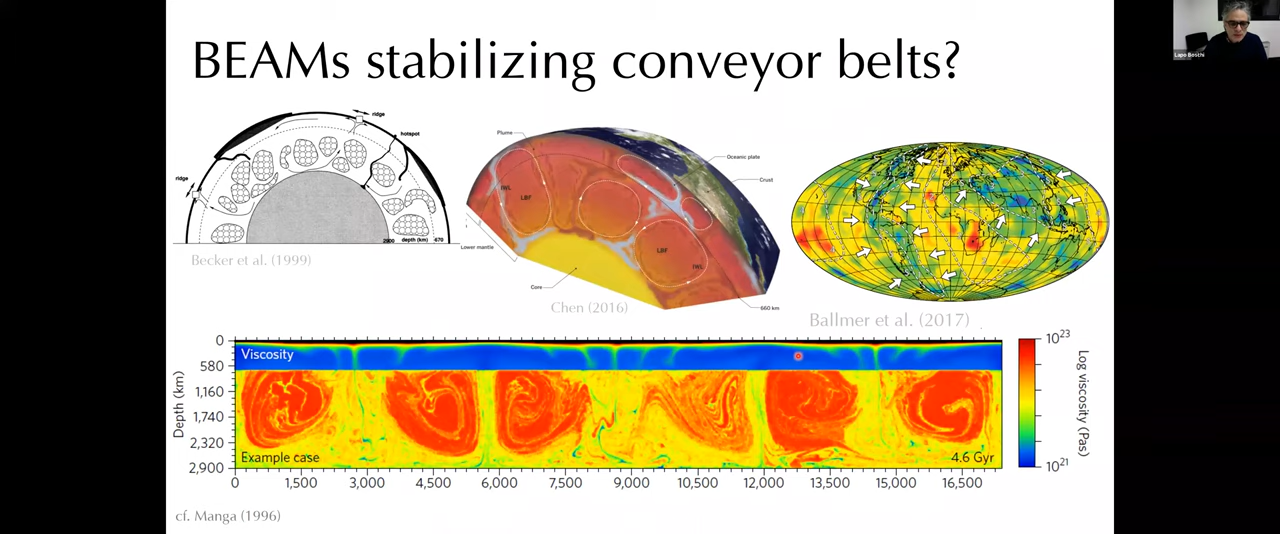 BEAMs stabilizing conveyor belts?
Lapo Boschi
ridge
hotspot
ridge
2900 depth (km) 670
Becker et al. (1999)
Plume
Oceanic plate
Crust
IWL
LBF
LBF
IWL
Lower mantle
Core
660 km
Chen (2016)
Ballmer et al. (2017)
Viscosity
Example case
4.6 Gyr
Depth (km)
0
580
1,160
1,740
2,320
2,900
0 1,500 3,000 4,500 6,000 7,500 9,000 10,500 12,000 13,500 15,000 16,500
10²³
10²¹
Log viscosity (Pas)
cf. Manga (1996)